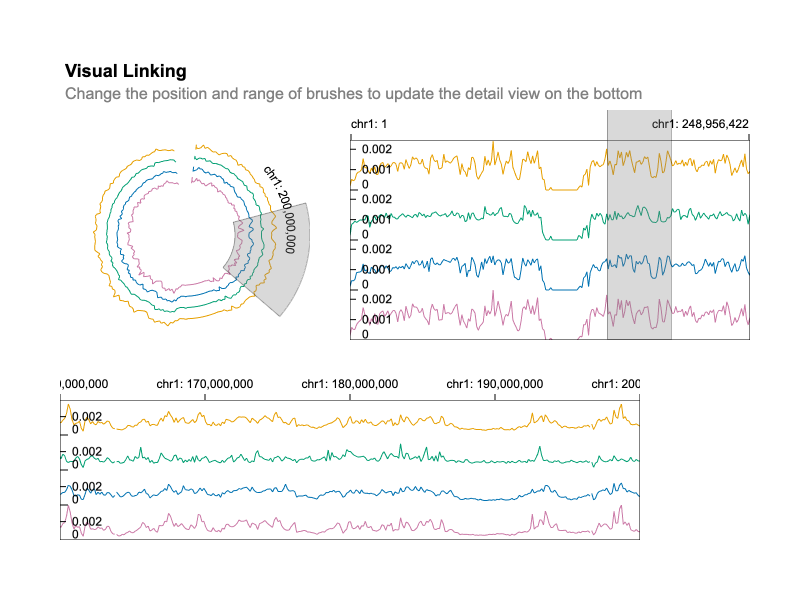 Visual Linking
Change the position and range of brushes to update the detail view on the bottom
chr1: 200,000,000
chr1: 1
chr1: 248,956,422
0.002
0.001
0
0.002
0.001
0
0.002
0.001
0
0.002
0.001
0
0,000,000
chr1: 170,000,000
chr1: 180,000,000
chr1: 190,000,000
chr1: 200
0.002
0
0.002
0
0.002
0
0.002
0